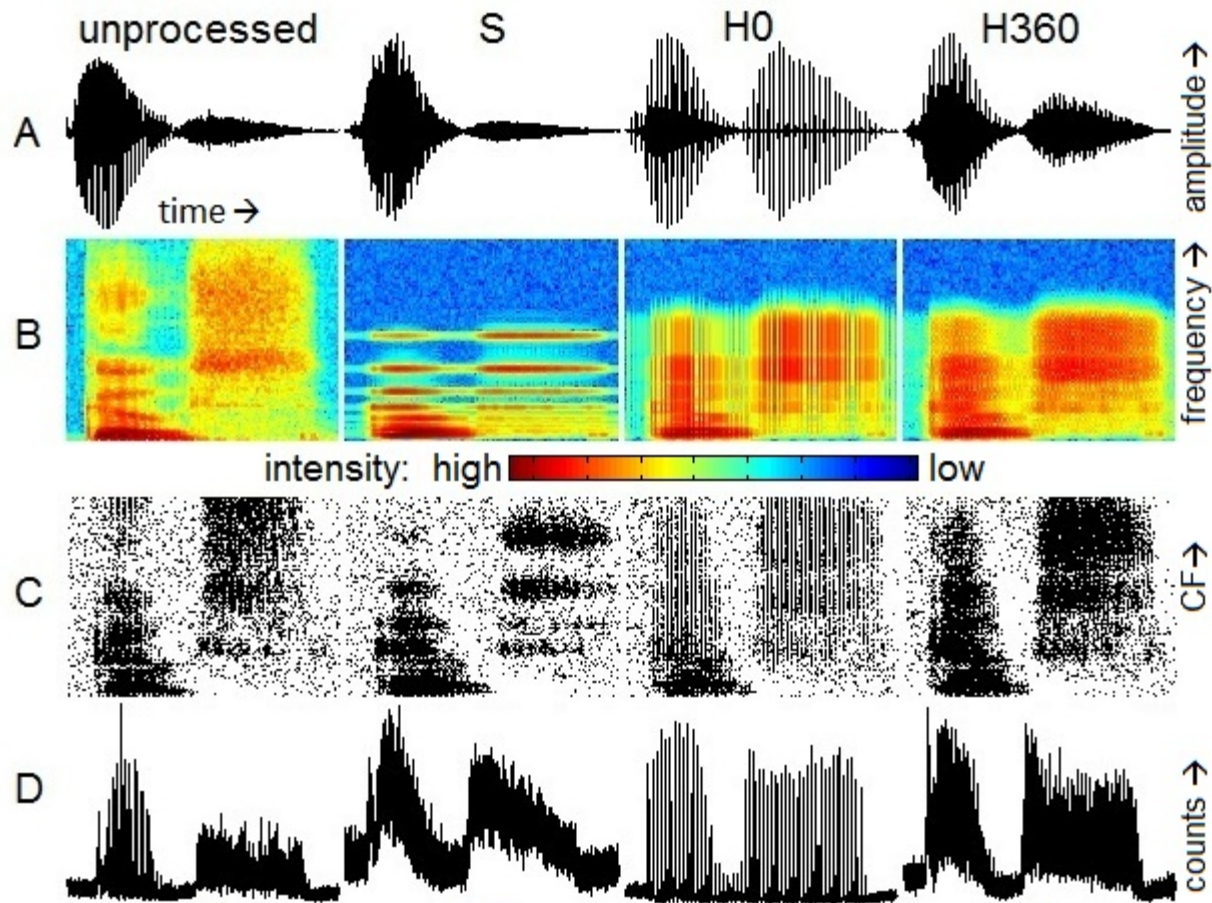 unprocessed S H0 H360
A
amplitude →
time →
B
frequency →
intensity: high low
C
CF→
D
counts →